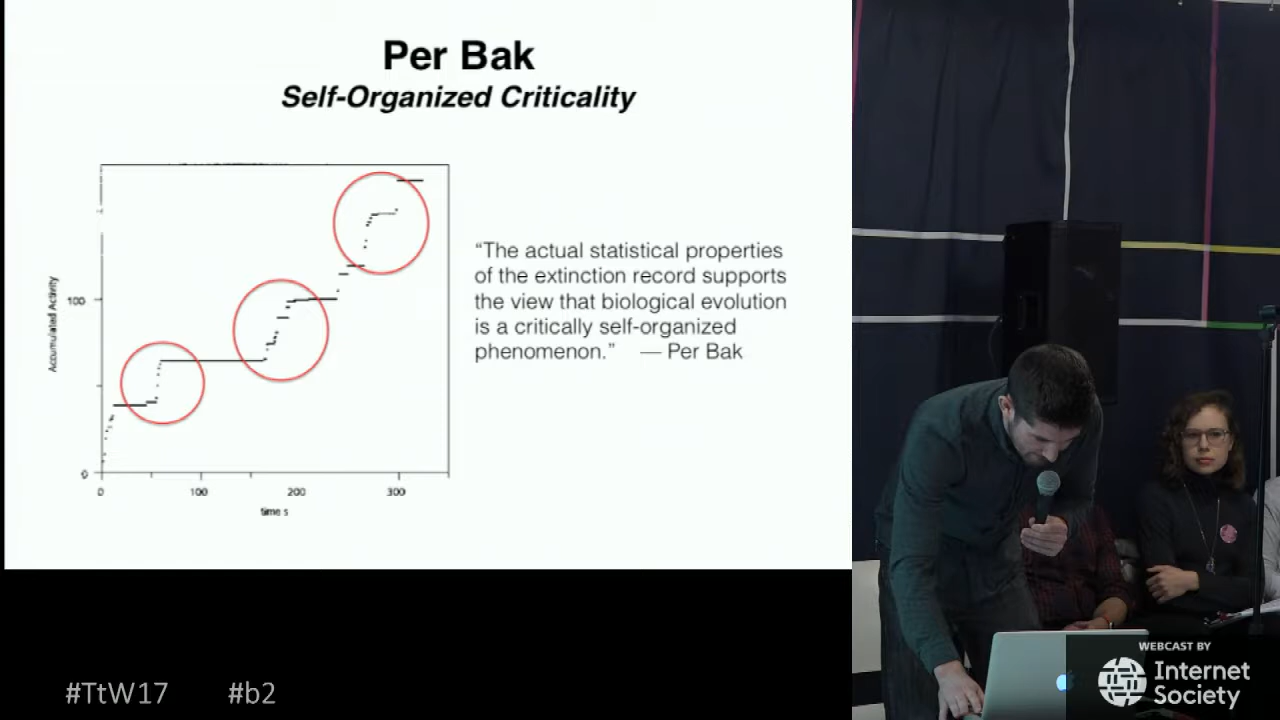 Per Bak
Self-Organized Criticality
Accumulated Activity
100
0
0
100
200
300
time s
“The actual statistical properties
of the extinction record supports
the view that biological evolution
is a critically self-organized
phenomenon.” — Per Bak
#TtW17 #b2
WEBCAST BY
Internet
Society